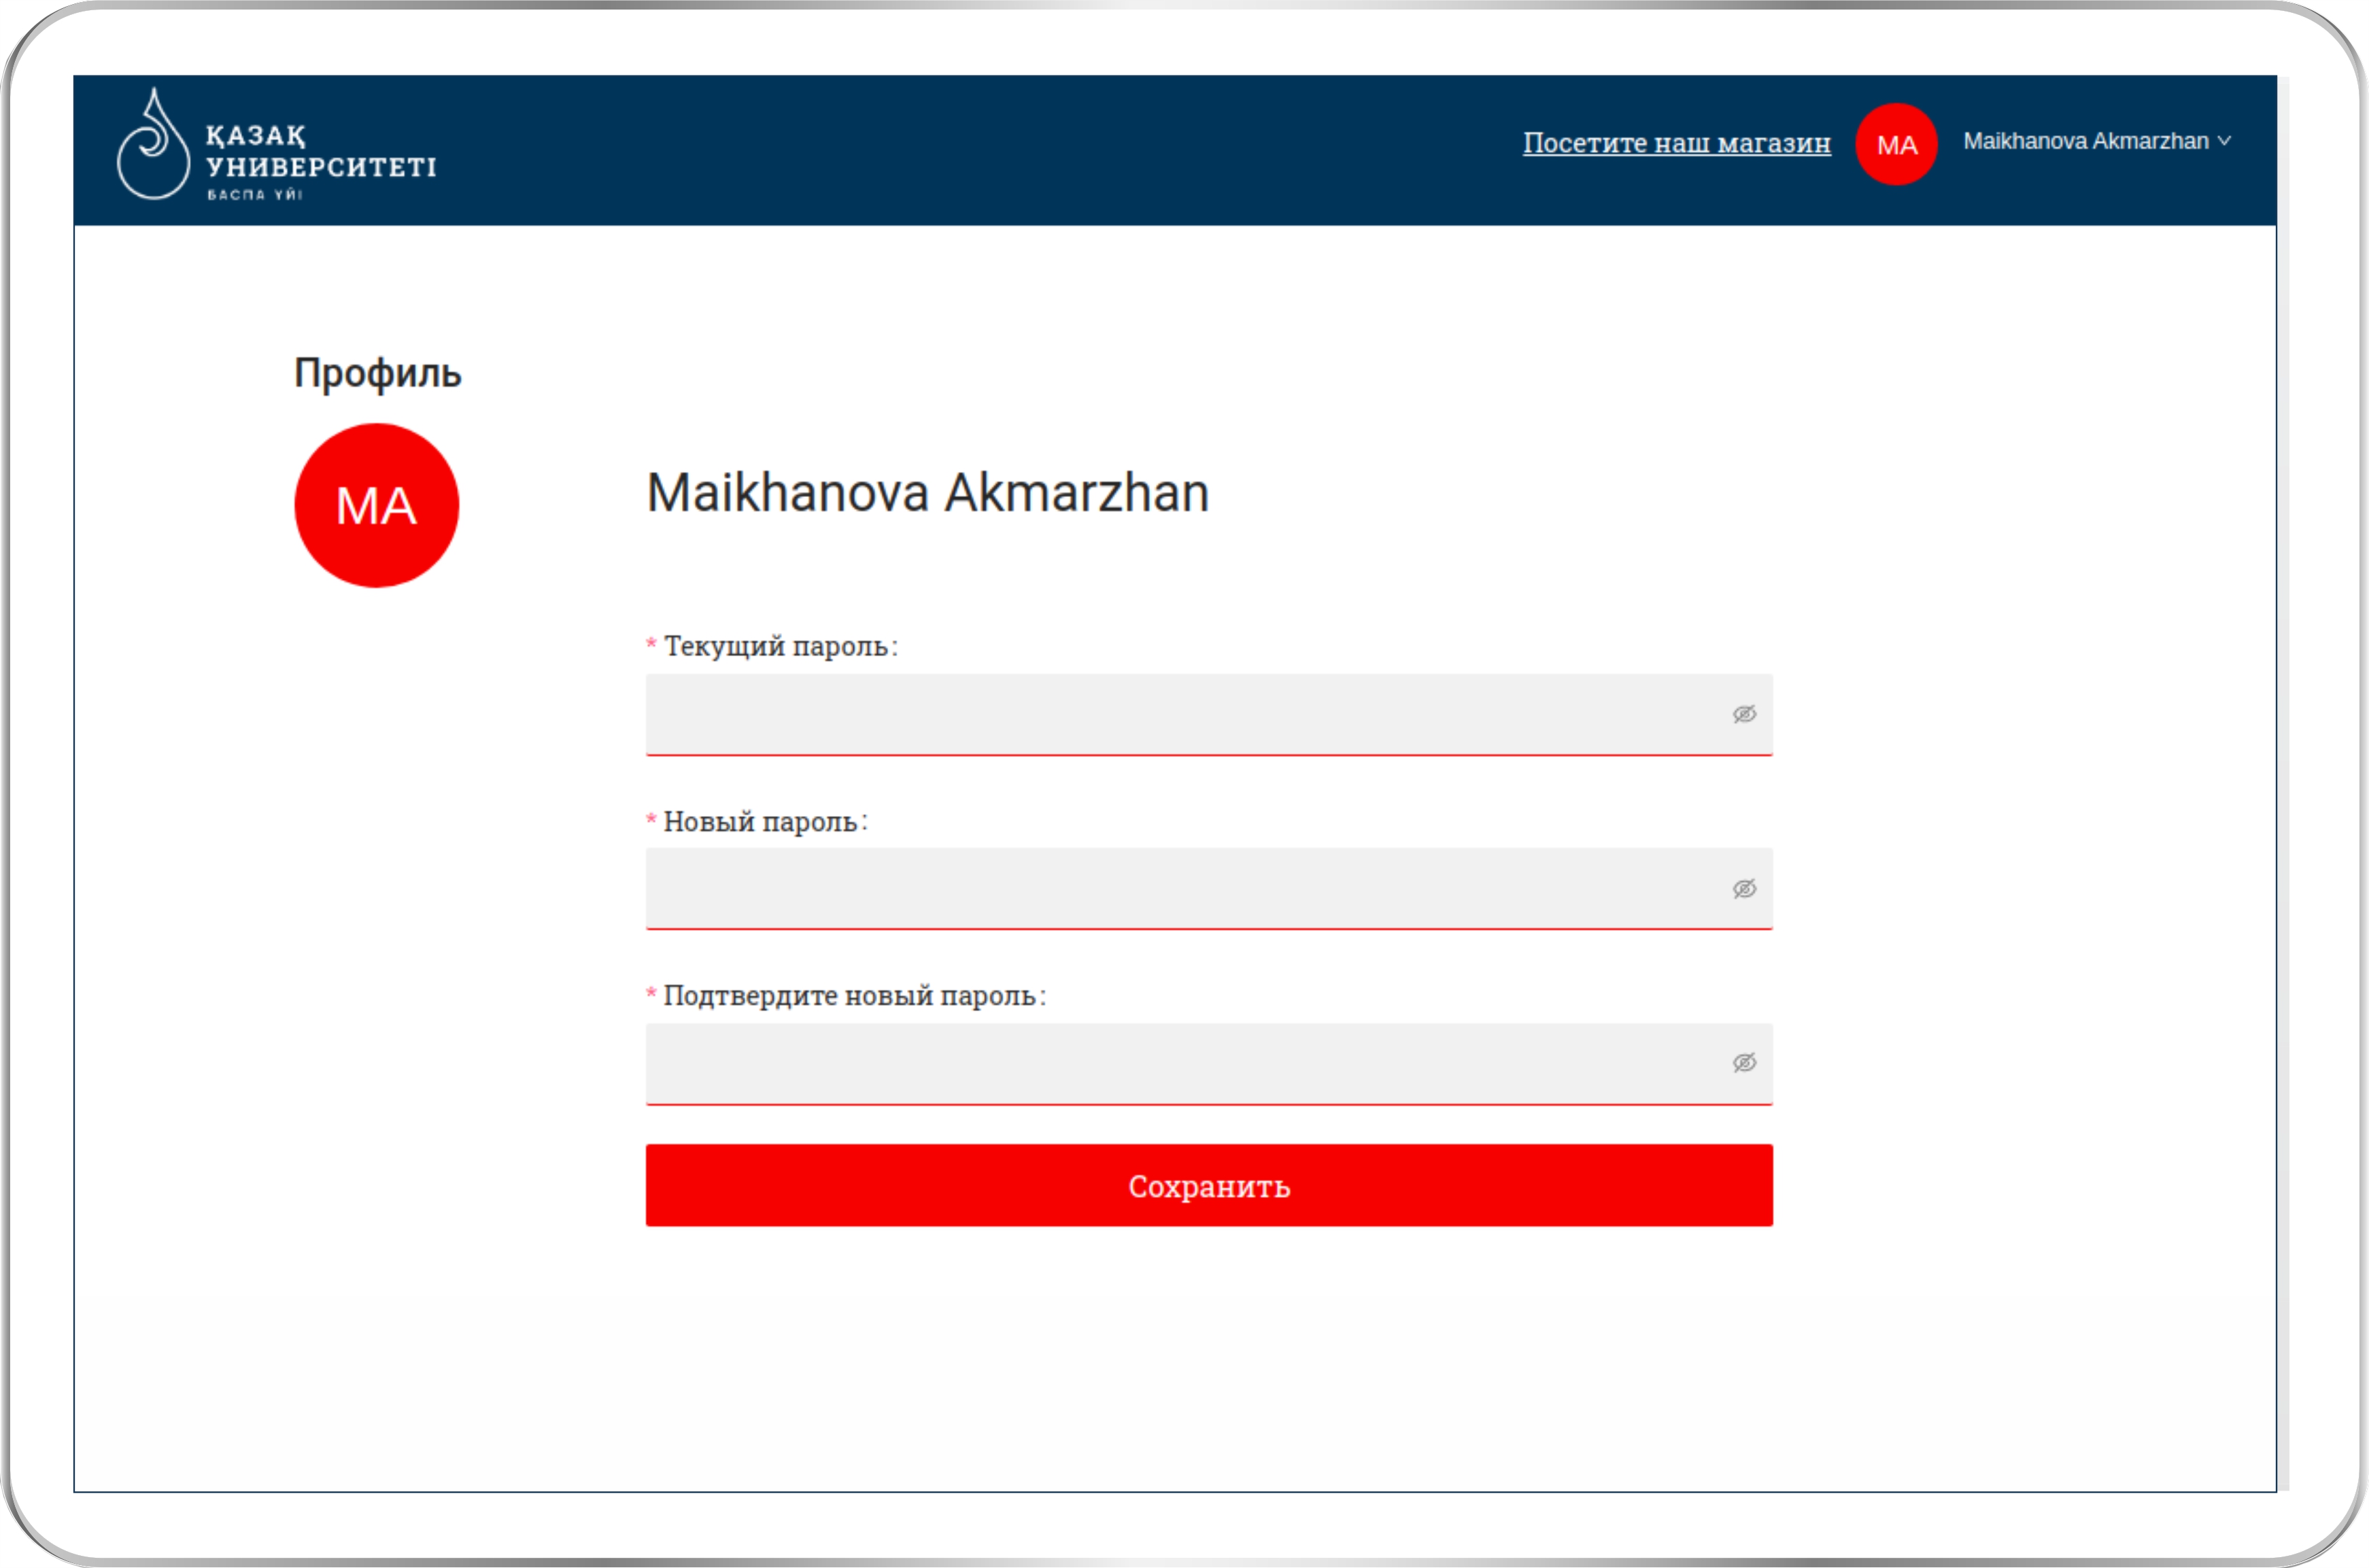 ҚАЗАҚ
УНИВЕРСИТЕТІ
БАСПА ҮЙІ
Посетите наш магазин
MA
Maikhanova Akmarzhan
Профиль
MA
Maikhanova Akmarzhan
* Текущий пароль:
* Новый пароль:
* Подтвердите новый пароль:
Сохранить